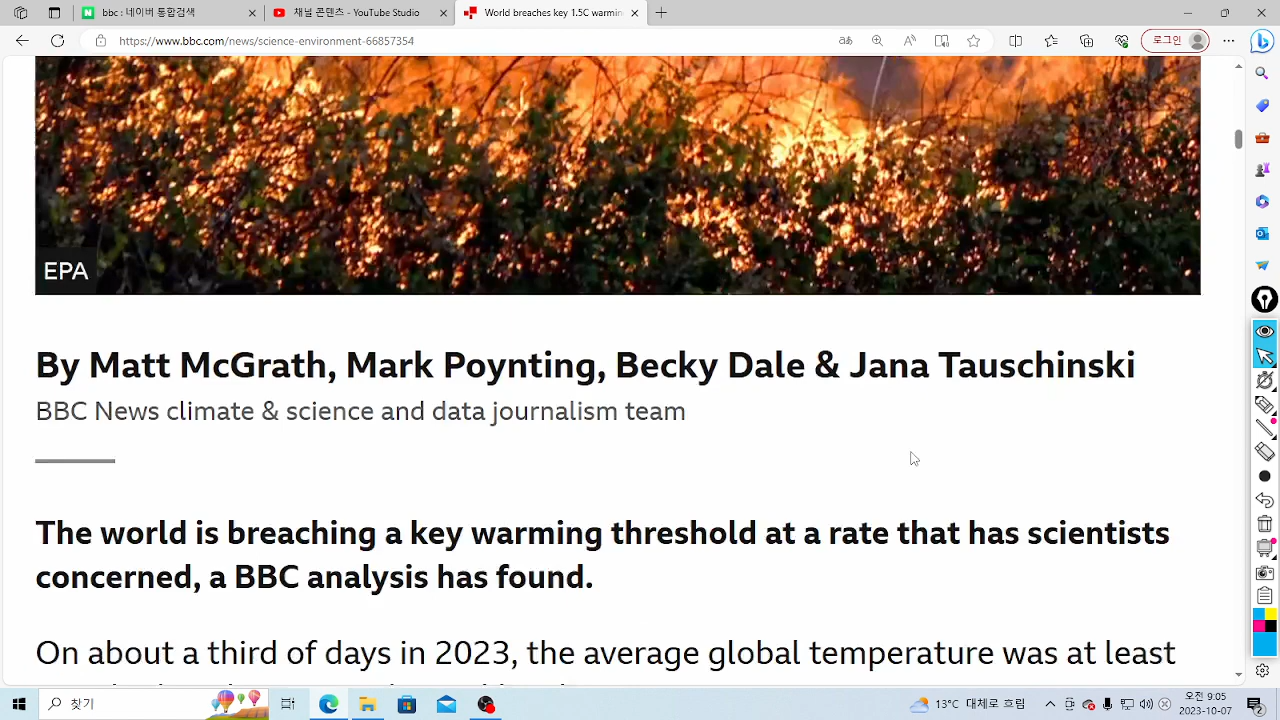 bbc : 네이버 통합검색
채널 콘텐츠 - YouTube Studio
World breaches key 1.5C warmin
https://www.bbc.com/news/science-environment-66857354
로그인
EPA
By Matt McGrath, Mark Poynting, Becky Dale & Jana Tauschinski
BBC News climate & science and data journalism team
The world is breaching a key warming threshold at a rate that has scientists
concerned, a BBC analysis has found.
On about a third of days in 2023, the average global temperature was at least
찾기
13° 대체로 흐림
오전 9:05
2023-10-07